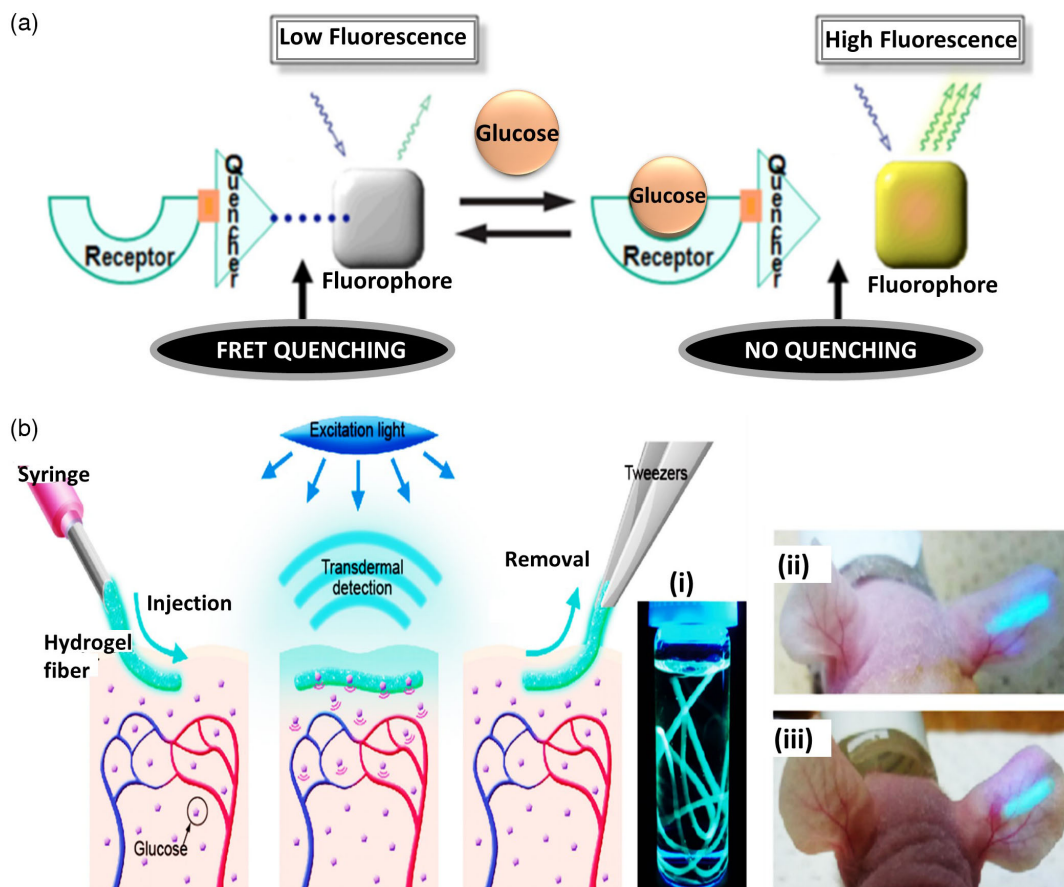 (a)
Low Fluorescence
High Fluorescence
Glucose
Glucose
Quencher
Quencher
Receptor
Receptor
Fluorophore
Fluorophore
FRET QUENCHING
NO QUENCHING
(b)
Excitation light
Syringe
Tweezers
Transdermal
detection
Removal
Injection
Hydrogel
fiber
Glucose
(i)
(ii)
(iii)